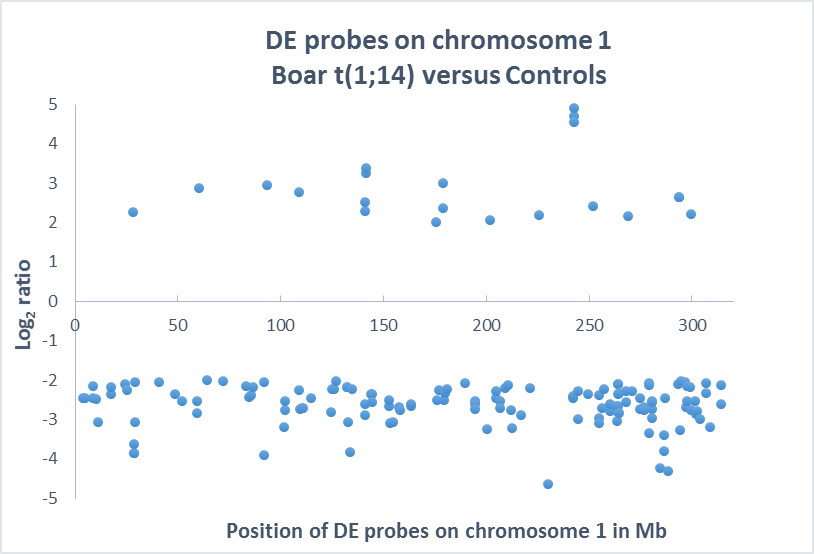 DE probes on chromosome 1
Boar t(1;14) versus Controls
5
4
3
2
1
0
-1
-2
-3
-4
-5
Log₂ ratio
0 50 100 150 200 250 300
Position of DE probes on chromosome 1 in Mb